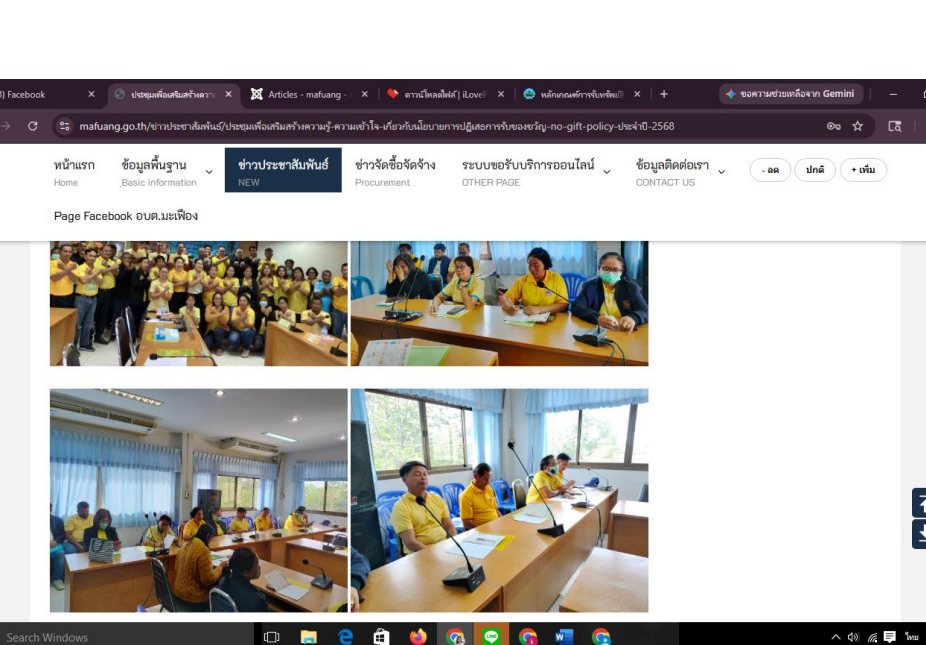 ) Facebook
ประชุมเพื่อเสริมสร้างความ
Articles - mafuang -
ดาวน์โหลดไฟล์ | iLoveF
หลักเกณฑ์การรับทรัพย์สิ
ขอความช่วยเหลือจาก Gemini
mafuang.go.th/ข่าวประชาสัมพันธ์/ประชุมเพื่อเสริมสร้างความรู้-ความเข้าใจ-เกี่ยวกับนโยบายการปฏิเสธการรับของขวัญ-no-gift-policy-ประจำปี-2568
หน้าแรก ข้อมูลพื้นฐาน ข่าวประชาสัมพันธ์ ข่าวจัดซื้อจัดจ้าง ระบบขอรับบริการออนไลน์ ข้อมูลติดต่อเรา - ลด ปกติ + เพิ่ม
Home Basic information NEW Procurement OTHER PAGE CONTACT US
Page Facebook อบต.มะเฟือง
Search Windows
ไทย